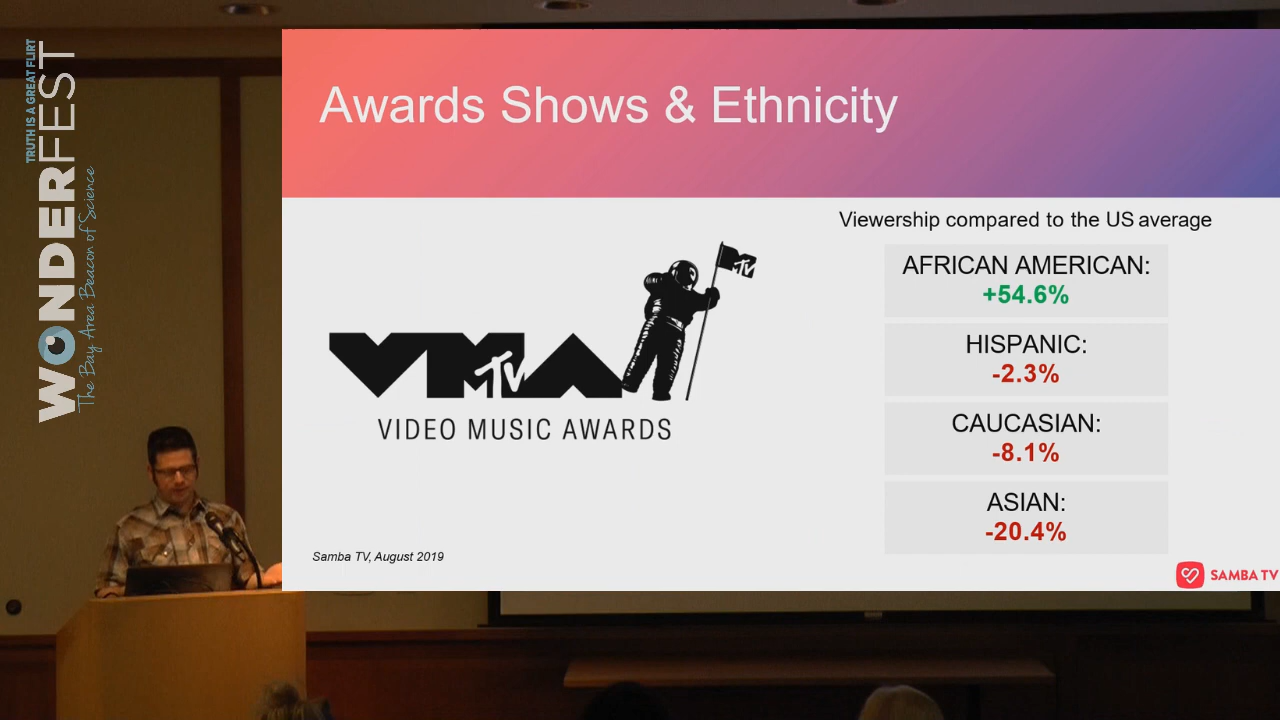 TRUTH IS A GREAT FLIRT
WONDERFEST
The Bay Area Beacon of Science
Awards Shows & Ethnicity
Viewership compared to the US average
AFRICAN AMERICAN:
+54.6%
HISPANIC:
-2.3%
CAUCASIAN:
-8.1%
ASIAN:
-20.4%
MTV
VMA
MTV
VIDEO MUSIC AWARDS
Samba TV, August 2019
SAMBA TV